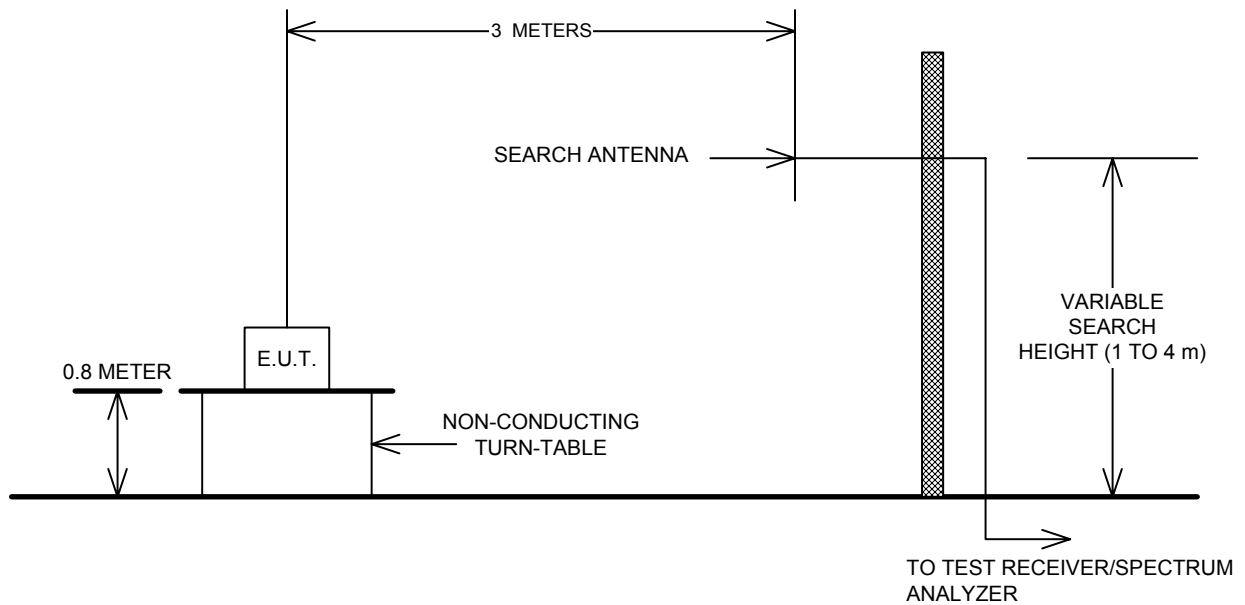 3 METERS
SEARCH ANTENNA
VARIABLE
SEARCH
HEIGHT (1 TO 4 m)
E.U.T.
0.8 METER
NON-CONDUCTING
TURN-TABLE
TO TEST RECEIVER/SPECTRUM
ANALYZER